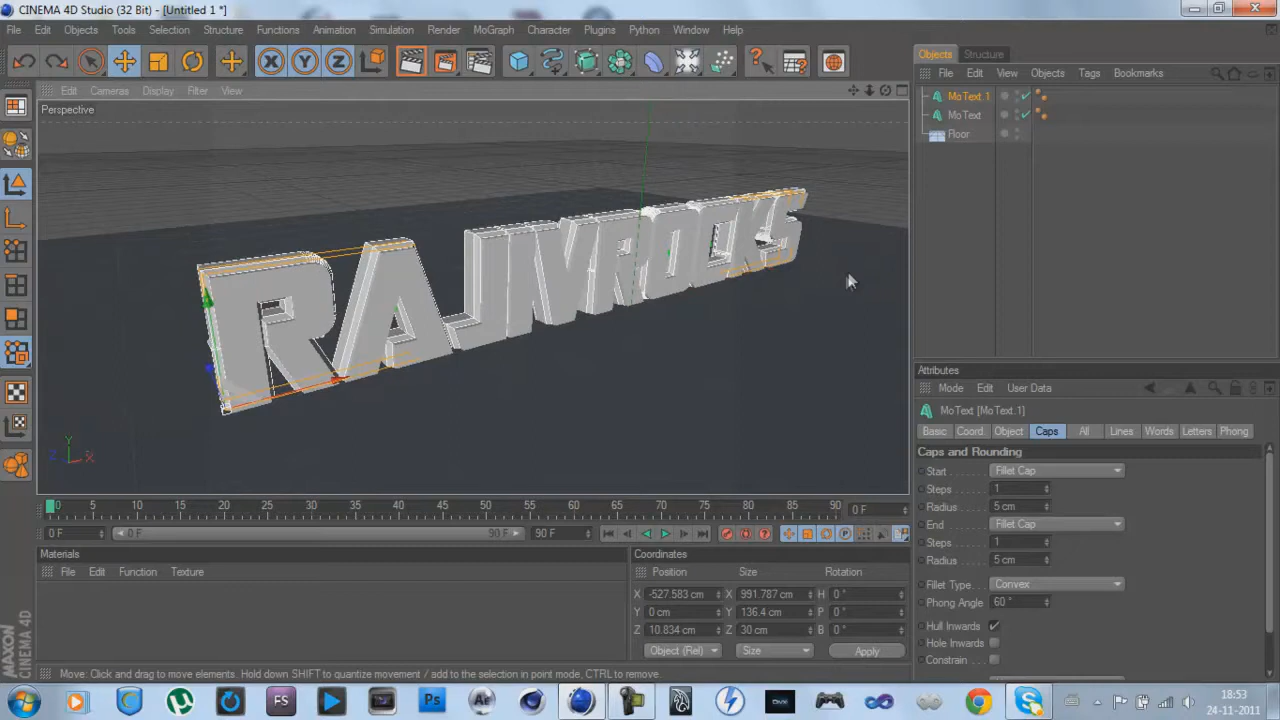 CINEMA 4D Studio (32 Bit) - [Untitled 1 *]
File Edit Objects Tools Selection Structure Functions Animation Simulation Render MoGraph Character Plugins Python Window Help
X Y Z
Objects Structure
File Edit View Objects Tags Bookmarks
Edit Cameras Display Filter View
Perspective
MoText.1
MoText
Floor
RAJIVROCKS
Y
Z X
Attributes
Mode Edit User Data
MoText [MoText.1]
Basic Coord. Object Caps All Lines Words Letters Phong
Caps and Rounding
Start Fillet Cap
Steps 1
Radius 5 cm
End Fillet Cap
Steps 1
Radius 5 cm
Fillet Type Convex
Phong Angle 60 °
Hull Inwards
Hole Inwards
Constrain
0 5 10 15 20 25 30 35 40 45 50 55 60 65 70 75 80 85 90 0 F
0 F 0 F 90 F 90 F
Materials
File Edit Function Texture
Coordinates
Position Size Rotation
X -527.583 cm X 991.787 cm H 0 °
Y 0 cm Y 136.4 cm P 0 °
Z 10.834 cm Z 30 cm B 0 °
Object (Rel) Size Apply
MAXON
CINEMA 4D
Move: Click and drag to move elements. Hold down SHIFT to quantize movement / add to the selection in point mode, CTRL to remove.
FS Ps Ae
18:53
24-11-2011